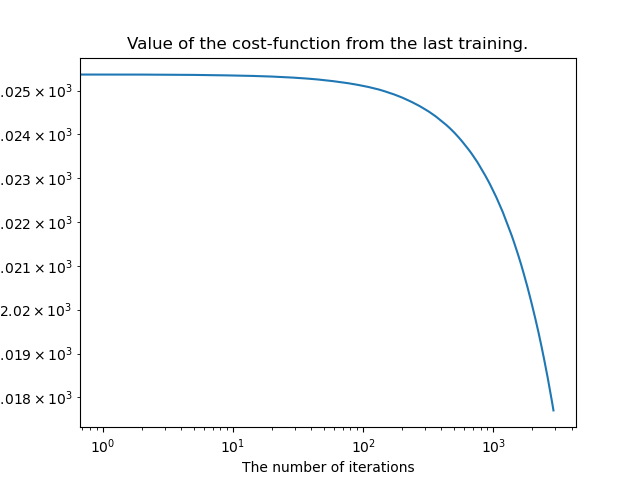 Value of the cost-function from the last training.
.025 × 10³
.024 × 10³
.023 × 10³
.022 × 10³
.021 × 10³
2.02 × 10³
.019 × 10³
.018 × 10³
10⁰ 10¹ 10² 10³
The number of iterations